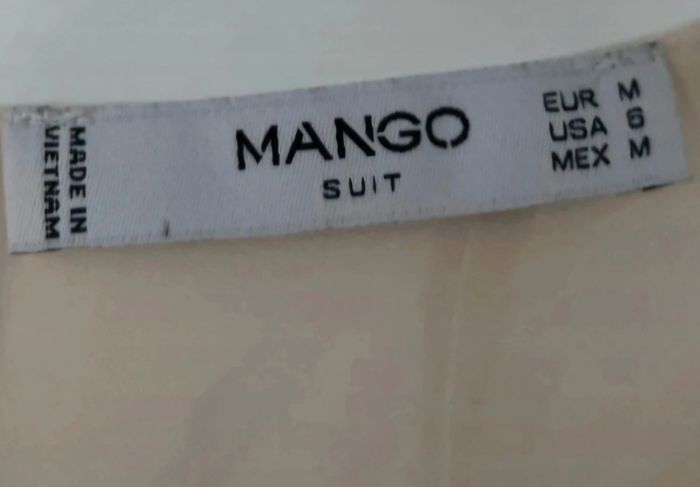 MADE IN
VIETNAM
MANGO
SUIT
EUR M
USA 6
MEX M